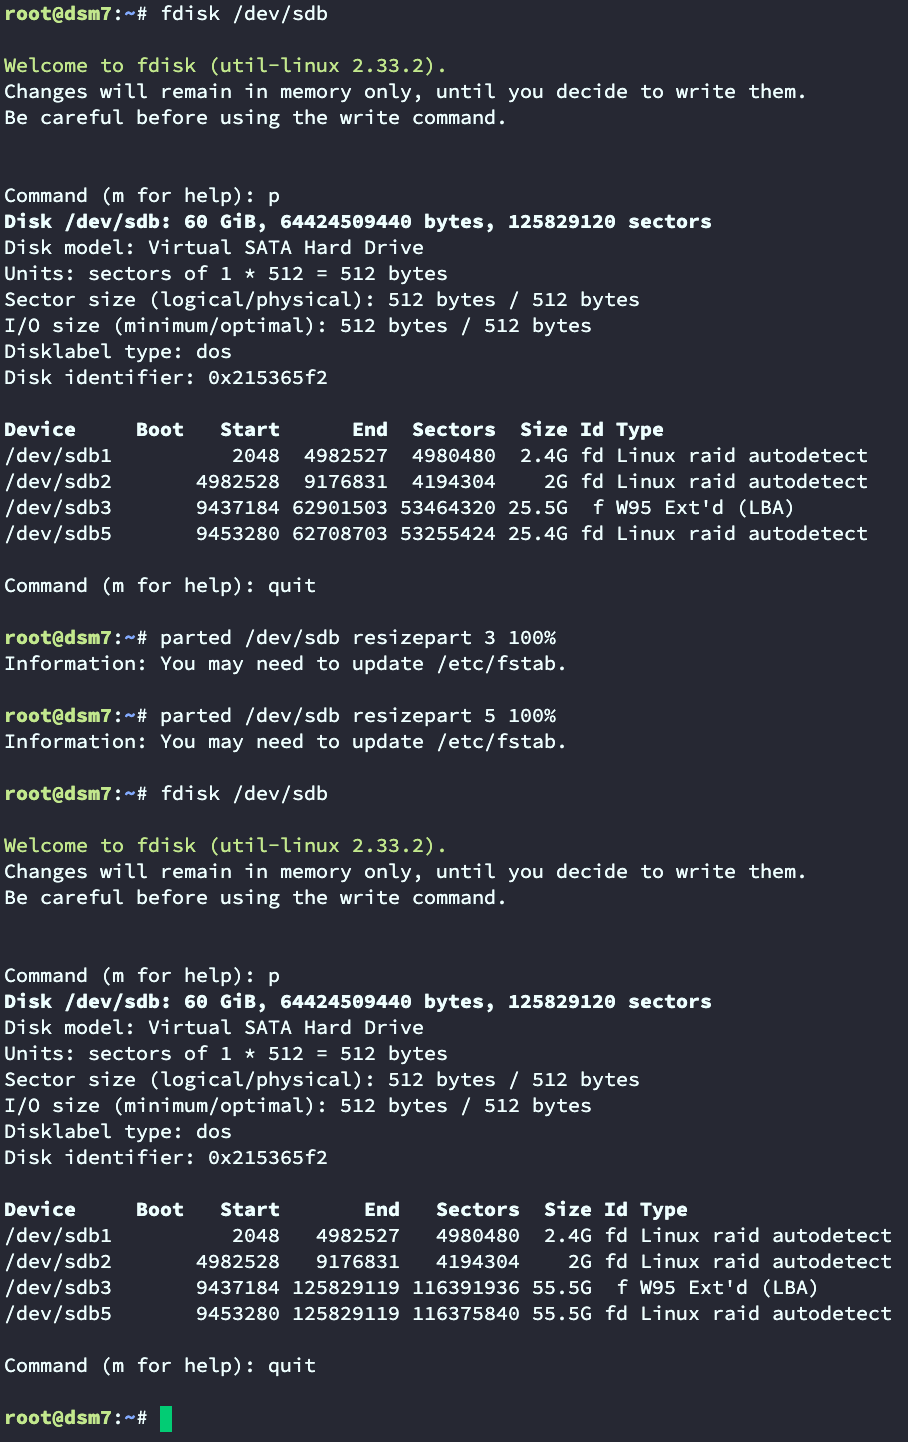 root@dsm7:~# fdisk /dev/sdb
Welcome to fdisk (util-linux 2.33.2).
Changes will remain in memory only, until you decide to write them.
Be careful before using the write command.
Command (m for help): p
Disk /dev/sdb: 60 GiB, 64424509440 bytes, 125829120 sectors
Disk model: Virtual SATA Hard Drive
Units: sectors of 1 * 512 = 512 bytes
Sector size (logical/physical): 512 bytes / 512 bytes
I/O size (minimum/optimal): 512 bytes / 512 bytes
Disklabel type: dos
Disk identifier: 0x215365f2
Device     Boot   Start      End  Sectors  Size Id Type
/dev/sdb1          2048  4982527  4980480  2.4G fd Linux raid autodetect
/dev/sdb2       4982528  9176831  4194304    2G fd Linux raid autodetect
/dev/sdb3       9437184 62901503 53464320 25.5G  f W95 Ext'd (LBA)
/dev/sdb5       9453280 62708703 53255424 25.4G fd Linux raid autodetect
Command (m for help): quit
root@dsm7:~# parted /dev/sdb resizepart 3 100%
Information: You may need to update /etc/fstab.
root@dsm7:~# parted /dev/sdb resizepart 5 100%
Information: You may need to update /etc/fstab.
root@dsm7:~# fdisk /dev/sdb
Welcome to fdisk (util-linux 2.33.2).
Changes will remain in memory only, until you decide to write them.
Be careful before using the write command.
Command (m for help): p
Disk /dev/sdb: 60 GiB, 64424509440 bytes, 125829120 sectors
Disk model: Virtual SATA Hard Drive
Units: sectors of 1 * 512 = 512 bytes
Sector size (logical/physical): 512 bytes / 512 bytes
I/O size (minimum/optimal): 512 bytes / 512 bytes
Disklabel type: dos
Disk identifier: 0x215365f2
Device     Boot   Start       End   Sectors  Size Id Type
/dev/sdb1          2048   4982527   4980480  2.4G fd Linux raid autodetect
/dev/sdb2       4982528   9176831   4194304    2G fd Linux raid autodetect
/dev/sdb3       9437184 125829119 116391936 55.5G  f W95 Ext'd (LBA)
/dev/sdb5       9453280 125829119 116375840 55.5G fd Linux raid autodetect
Command (m for help): quit
root@dsm7:~#